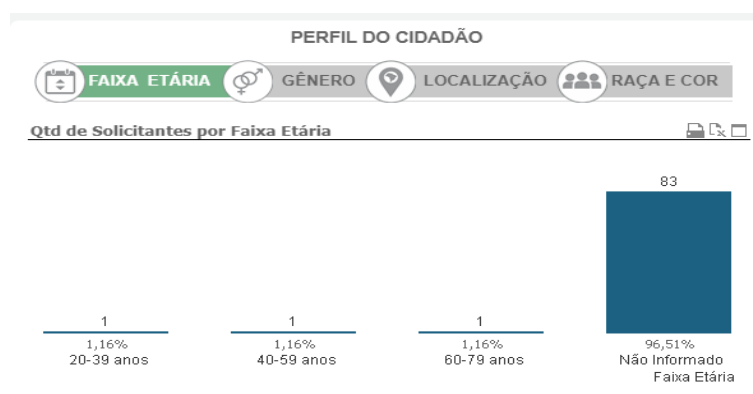 PERFIL DO CIDADÃO
FAIXA ETÁRIA GÊNERO LOCALIZAÇÃO RAÇA E COR
Qtd de Solicitantes por Faixa Etária
83
1 1 1
1,16% 1,16% 1,16% 96,51%
20-39 anos 40-59 anos 60-79 anos Não Informado
Faixa Etária